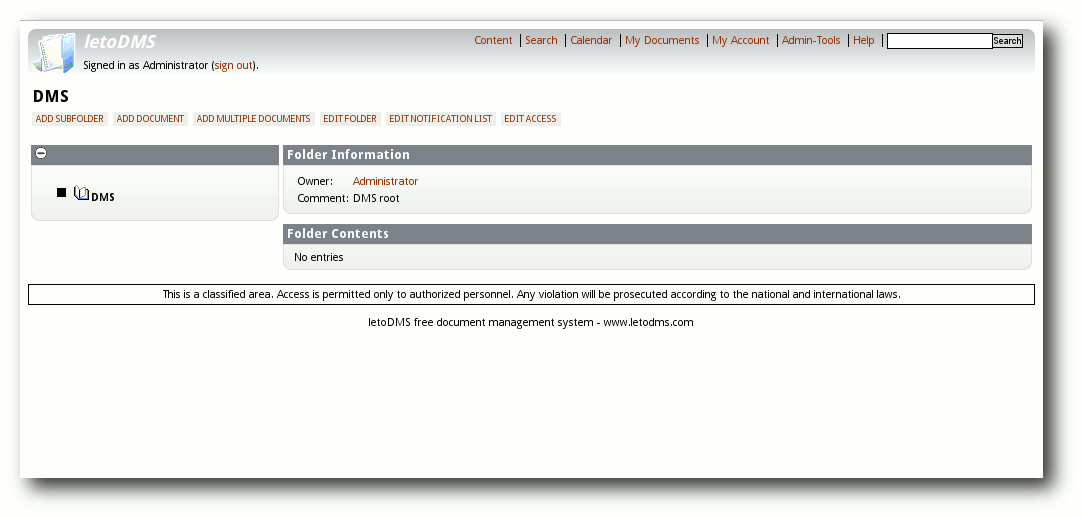 letoDMS
Content Search Calendar My Documents My Account Admin-Tools Help Search
Signed in as Administrator (sign out).
DMS
ADD SUBFOLDER ADD DOCUMENT ADD MULTIPLE DOCUMENTS EDIT FOLDER EDIT NOTIFICATION LIST EDIT ACCESS
DMS
Folder Information
Owner: Administrator
Comment: DMS root
Folder Contents
No entries
This is a classified area. Access is permitted only to authorized personnel. Any violation will be prosecuted according to the national and international laws.
letoDMS free document management system - www.letodms.com